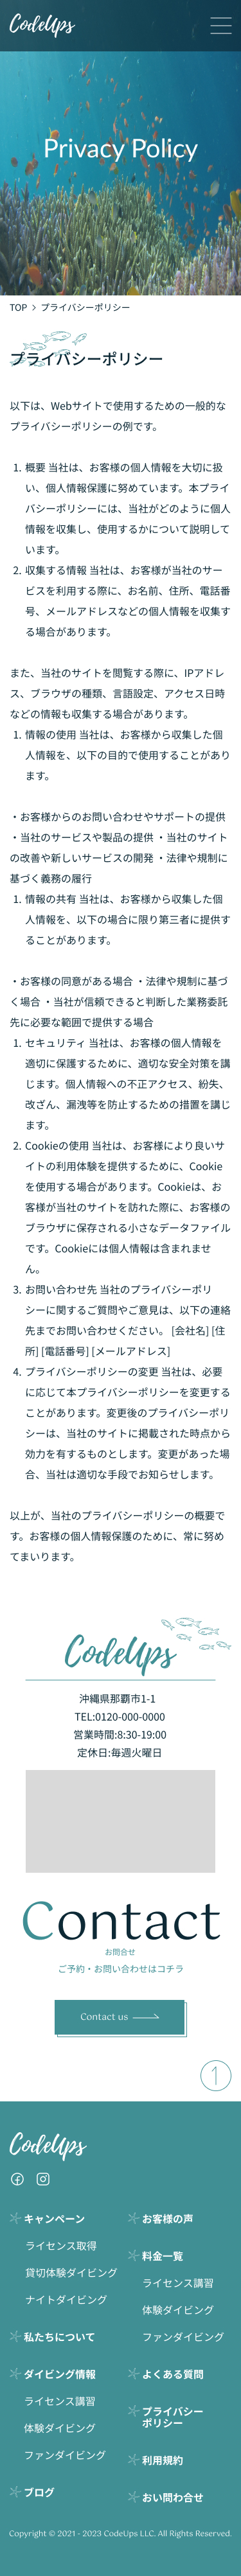 CodeUps
Privacy Policy
TOP > プライバシーポリシー
プライバシーポリシー
以下は、Webサイトで使用するための一般的な
プライバシーポリシーの例です。
1. 概要 当社は、お客様の個人情報を大切に扱
い、個人情報保護に努めています。本プライ
バシーポリシーには、当社がどのように個人
情報を収集し、使用するかについて説明して
います。
2. 収集する情報 当社は、お客様が当社のサー
ビスを利用する際に、お名前、住所、電話番
号、メールアドレスなどの個人情報を収集す
る場合があります。
また、当社のサイトを閲覧する際に、IPアドレ
ス、ブラウザの種類、言語設定、アクセス日時
などの情報も収集する場合があります。
1. 情報の使用 当社は、お客様から収集した個
人情報を、以下の目的で使用することがあり
ます。
・お客様からのお問い合わせやサポートの提供
・当社のサービスや製品の提供 ・当社のサイト
の改善や新しいサービスの開発 ・法律や規制に
基づく義務の履行
1. 情報の共有 当社は、お客様から収集した個
人情報を、以下の場合に限り第三者に提供す
ることがあります。
・お客様の同意がある場合 ・法律や規制に基づ
く場合 ・当社が信頼できると判断した業務委託
先に必要な範囲で提供する場合
1. セキュリティ 当社は、お客様の個人情報を
適切に保護するために、適切な安全対策を講
じます。個人情報への不正アクセス、紛失、
改ざん、漏洩等を防止するための措置を講じ
ます。
2. Cookieの使用 当社は、お客様により良いサ
イトの利用体験を提供するために、Cookie
を使用する場合があります。Cookieは、お
客様が当社のサイトを訪れた際に、お客様の
ブラウザに保存される小さなデータファイル
です。Cookieには個人情報は含まれませ
ん。
3. お問い合わせ先 当社のプライバシーポリ
シーに関するご質問やご意見は、以下の連絡
先までお問い合わせください。 [会社名] [住
所] [電話番号] [メールアドレス]
4. プライバシーポリシーの変更 当社は、必要
に応じて本プライバシーポリシーを変更する
ことがあります。変更後のプライバシーポリ
シーは、当社のサイトに掲載された時点から
効力を有するものとします。変更があった場
合、当社は適切な手段でお知らせします。
以上が、当社のプライバシーポリシーの概要で
す。お客様の個人情報保護のために、常に努め
てまいります。
CodeUps
沖縄県那覇市1-1
TEL:0120-000-0000
営業時間:8:30-19:00
定休日:毎週火曜日
Contact
お問合せ
ご予約・お問い合わせはコチラ
Contact us
CodeUps
キャンペーン
ライセンス取得
貸切体験ダイビング
ナイトダイビング
私たちについて
ダイビング情報
ライセンス講習
体験ダイビング
ファンダイビング
ブログ
お客様の声
料金一覧
ライセンス講習
体験ダイビング
ファンダイビング
よくある質問
プライバシー
ポリシー
利用規約
おい問わ合せ
Copyright © 2021 - 2023 CodeUps LLC. All Rights Reserved.